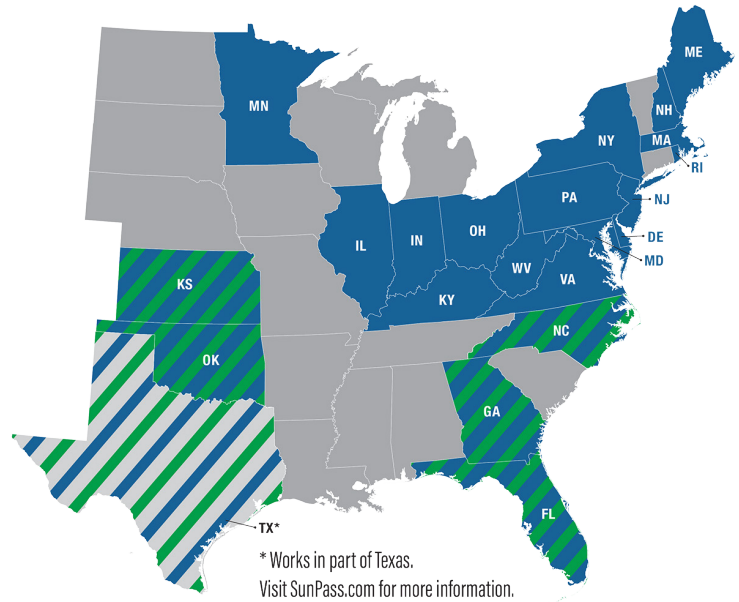 ME
MN
NH
NY
MA
RI
PA
NJ
OH
DE
IL
IN
MD
WV
VA
KS
KY
NC
OK
GA
FL
TX*
* Works in part of Texas.
Visit SunPass.com for more information.